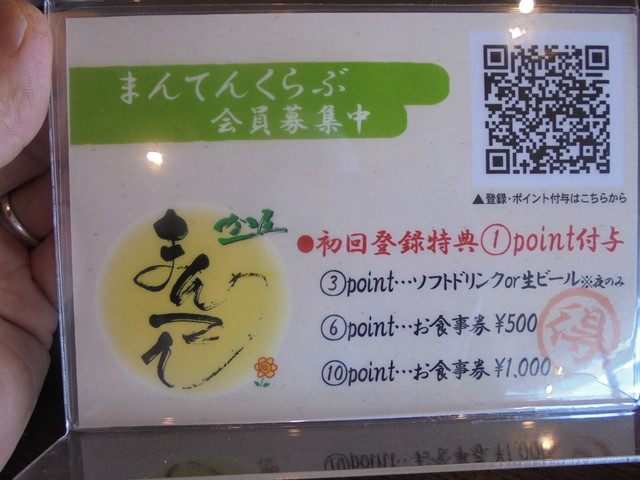 まんてんくらぶ
会員募集中
▲登録・ポイント付与はこちらから
かつ庄
まんてん
●初回登録特典①point付与
③point…ソフトドリンクor生ビール※夜のみ
⑥point…お食事券¥500
⑩point…お食事券¥1,000
得